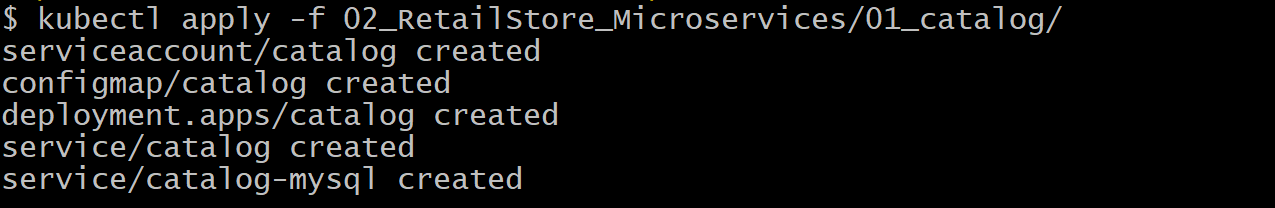 $ kubectl apply -f 02_RetailStore_Microservices/01_catalog/
serviceaccount/catalog created
configmap/catalog created
deployment.apps/catalog created
service/catalog created
service/catalog-mysql created